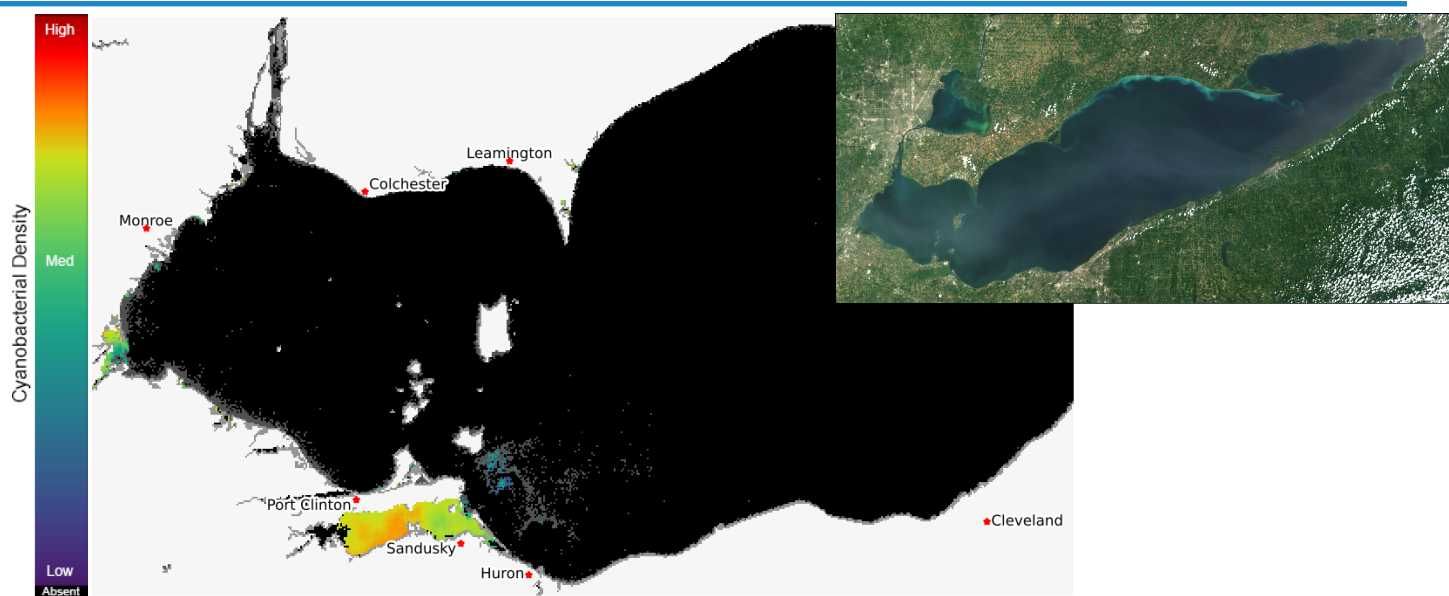 High
Cyanobacterial Density
Med
Low
Absent
Leamington
Colchester
Monroe
Port Clinton
Sandusky
Huron
Cleveland